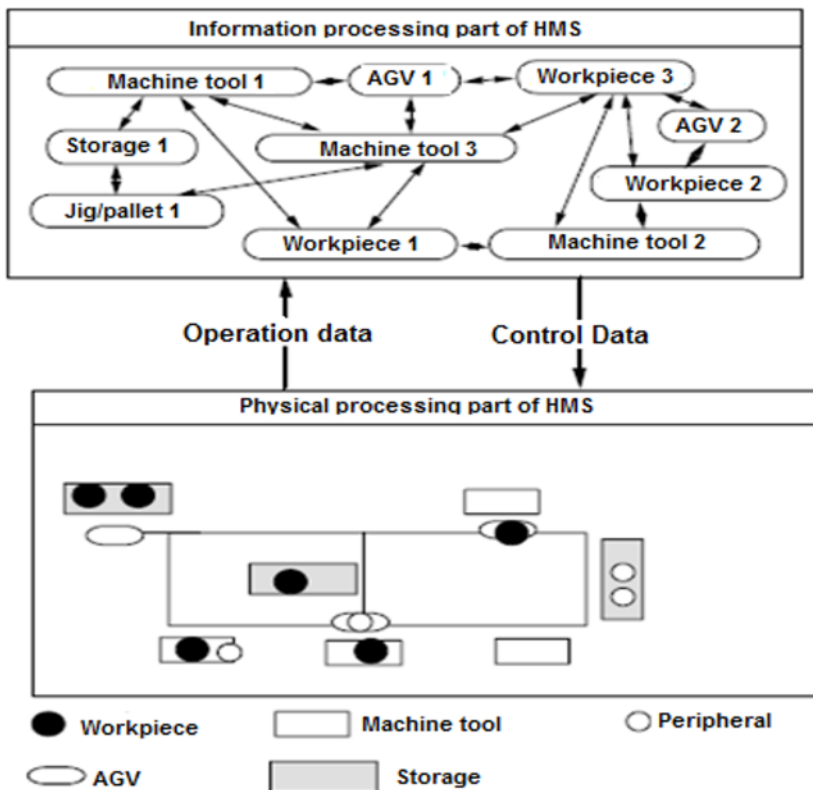 Information processing part of HMS
Machine tool 1
AGV 1
Workpiece 3
AGV 2
Storage 1
Machine tool 3
Workpiece 2
Jig/pallet 1
Workpiece 1
Machine tool 2
Operation data
Control Data
Physical processing part of HMS
Workpiece
Machine tool
Peripheral
AGV
Storage